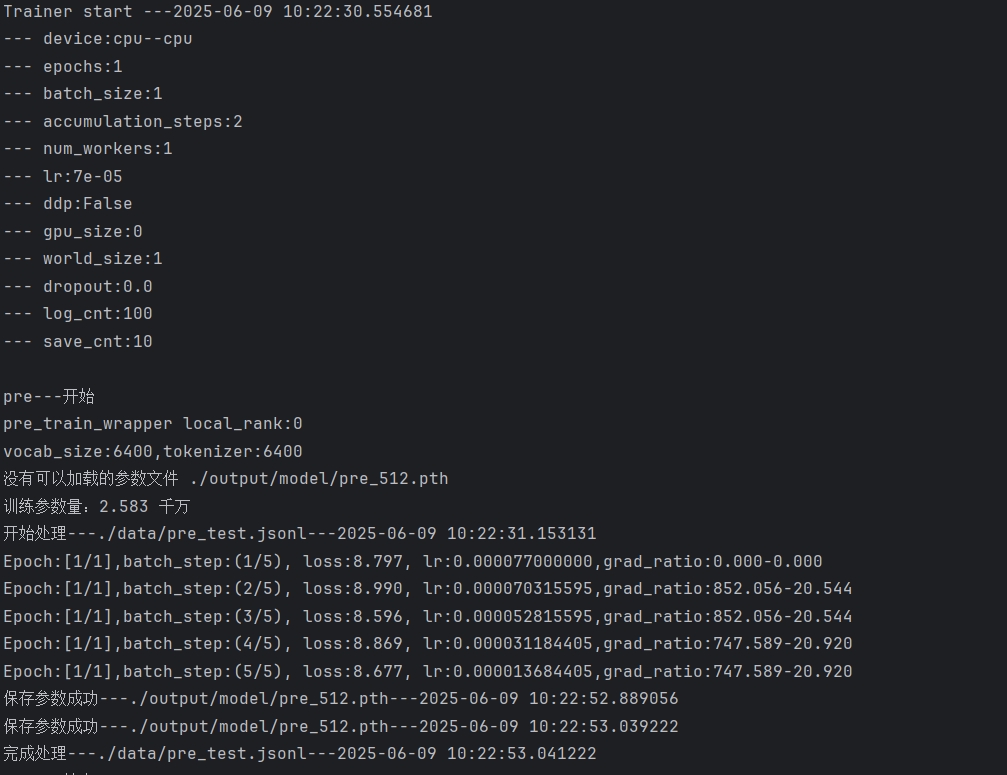 Trainer start ---2025-06-09 10:22:30.554681
--- device:cpu--cpu
--- epochs:1
--- batch_size:1
--- accumulation_steps:2
--- num_workers:1
--- lr:7e-05
--- ddp:False
--- gpu_size:0
--- world_size:1
--- dropout:0.0
--- log_cnt:100
--- save_cnt:10
pre---开始
pre_train_wrapper local_rank:0
vocab_size:6400,tokenizer:6400
没有可以加载的参数文件 ./output/model/pre_512.pth
训练参数量：2.583 千万
开始处理---./data/pre_test.jsonl---2025-06-09 10:22:31.153131
Epoch:[1/1],batch_step:(1/5), loss:8.797, lr:0.000077000000,grad_ratio:0.000-0.000
Epoch:[1/1],batch_step:(2/5), loss:8.990, lr:0.000070315595,grad_ratio:852.056-20.544
Epoch:[1/1],batch_step:(3/5), loss:8.596, lr:0.000052815595,grad_ratio:852.056-20.544
Epoch:[1/1],batch_step:(4/5), loss:8.869, lr:0.000031184405,grad_ratio:747.589-20.920
Epoch:[1/1],batch_step:(5/5), loss:8.677, lr:0.000013684405,grad_ratio:747.589-20.920
保存参数成功---./output/model/pre_512.pth---2025-06-09 10:22:52.889056
保存参数成功---./output/model/pre_512.pth---2025-06-09 10:22:53.039222
完成处理---./data/pre_test.jsonl---2025-06-09 10:22:53.041222